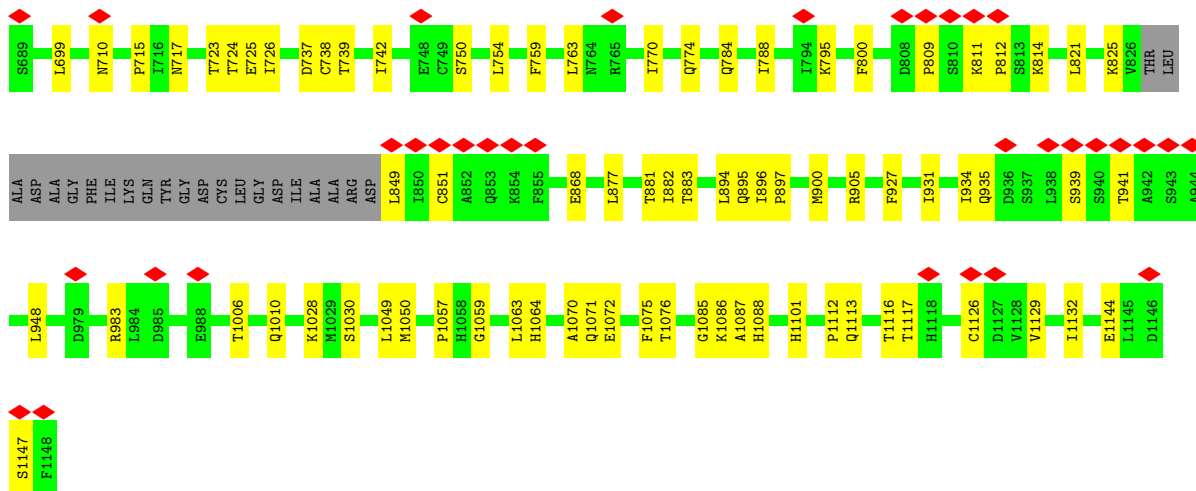 S689 L699 N710 P715 I716 N717 T723 T724 E725 I726 D737 C738 T739 I742 E748 C749 S750 L754 F759 L763 N764 R765 I770 Q774 Q784 I788 I794 K795 F800 D808 P809 S810 K811 P812 S813 K814 L821 K825 V826 THR LEU
ALA ASP ALA GLY PHE ILE LYS GLN TYR GLY ASP CYS LEU GLY ASP ILE ALA ALA ARG ASP L849 I850 C851 A852 Q853 K854 F855 E868 L877 T881 I882 T883 L894 Q895 I896 P897 M900 R905 F927 I931 I934 Q935 D936 S937 L938 S939 S940 T941 A942 S943 A944
L948 D979 R983 L984 D985 E988 T1006 Q1010 K1028 M1029 S1030 L1049 M1050 P1057 H1058 G1059 L1063 H1064 A1070 Q1071 E1072 F1075 T1076 G1085 K1086 A1087 H1088 H1101 P1112 Q1113 T1116 T1117 H1118 C1126 D1127 V1128 V1129 I1132 E1144 L1145 D1146
S1147 F1148